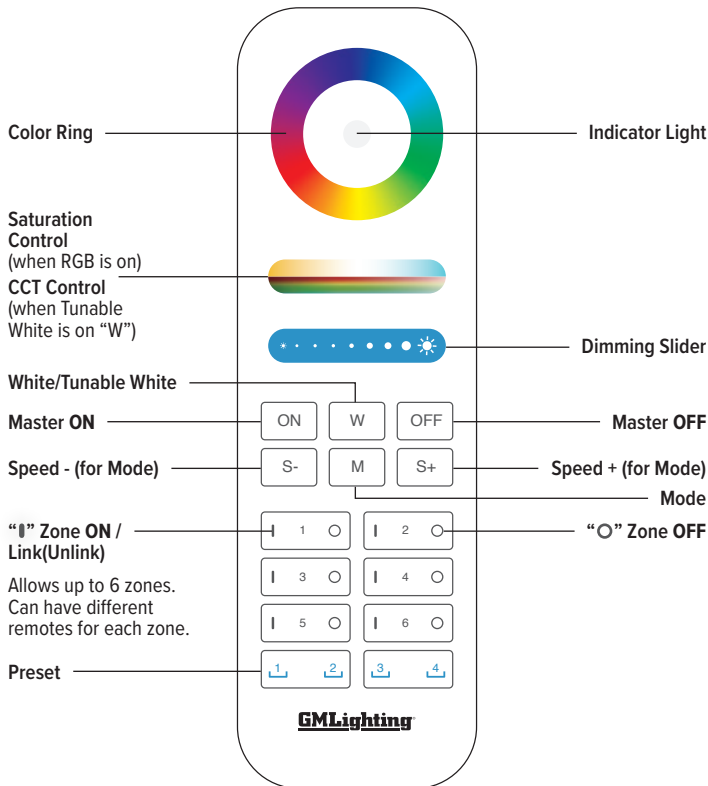 Color Ring
Indicator Light
Saturation
Control
(when RGB is on)
CCT Control
(when Tunable
White is on “W”)
Dimming Slider
White/Tunable White
Master ON
ON W OFF
Master OFF
Speed - (for Mode)
S- M S+
Speed + (for Mode)
Mode
“I” Zone ON /
Link(Unlink)
I 1 O I 2 O
“O” Zone OFF
Allows up to 6 zones.
Can have different
remotes for each zone.
I 3 O I 4 O
I 5 O I 6 O
Preset
1 2 3 4
GMLighting